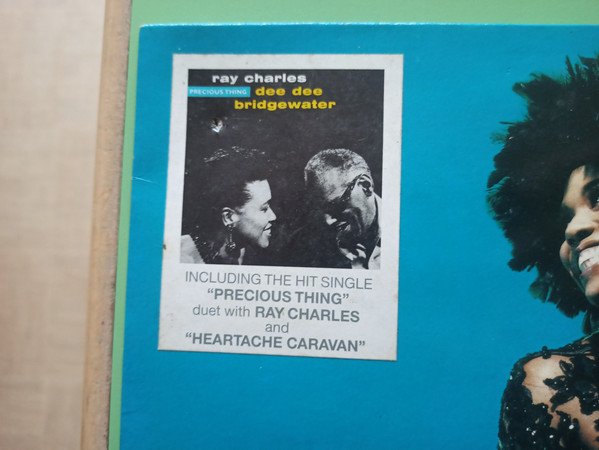 ray charles
PRECIOUS THING dee dee
bridgewater
INCLUDING THE HIT SINGLE
“PRECIOUS THING”
duet with RAY CHARLES
and
“HEARTACHE CARAVAN”